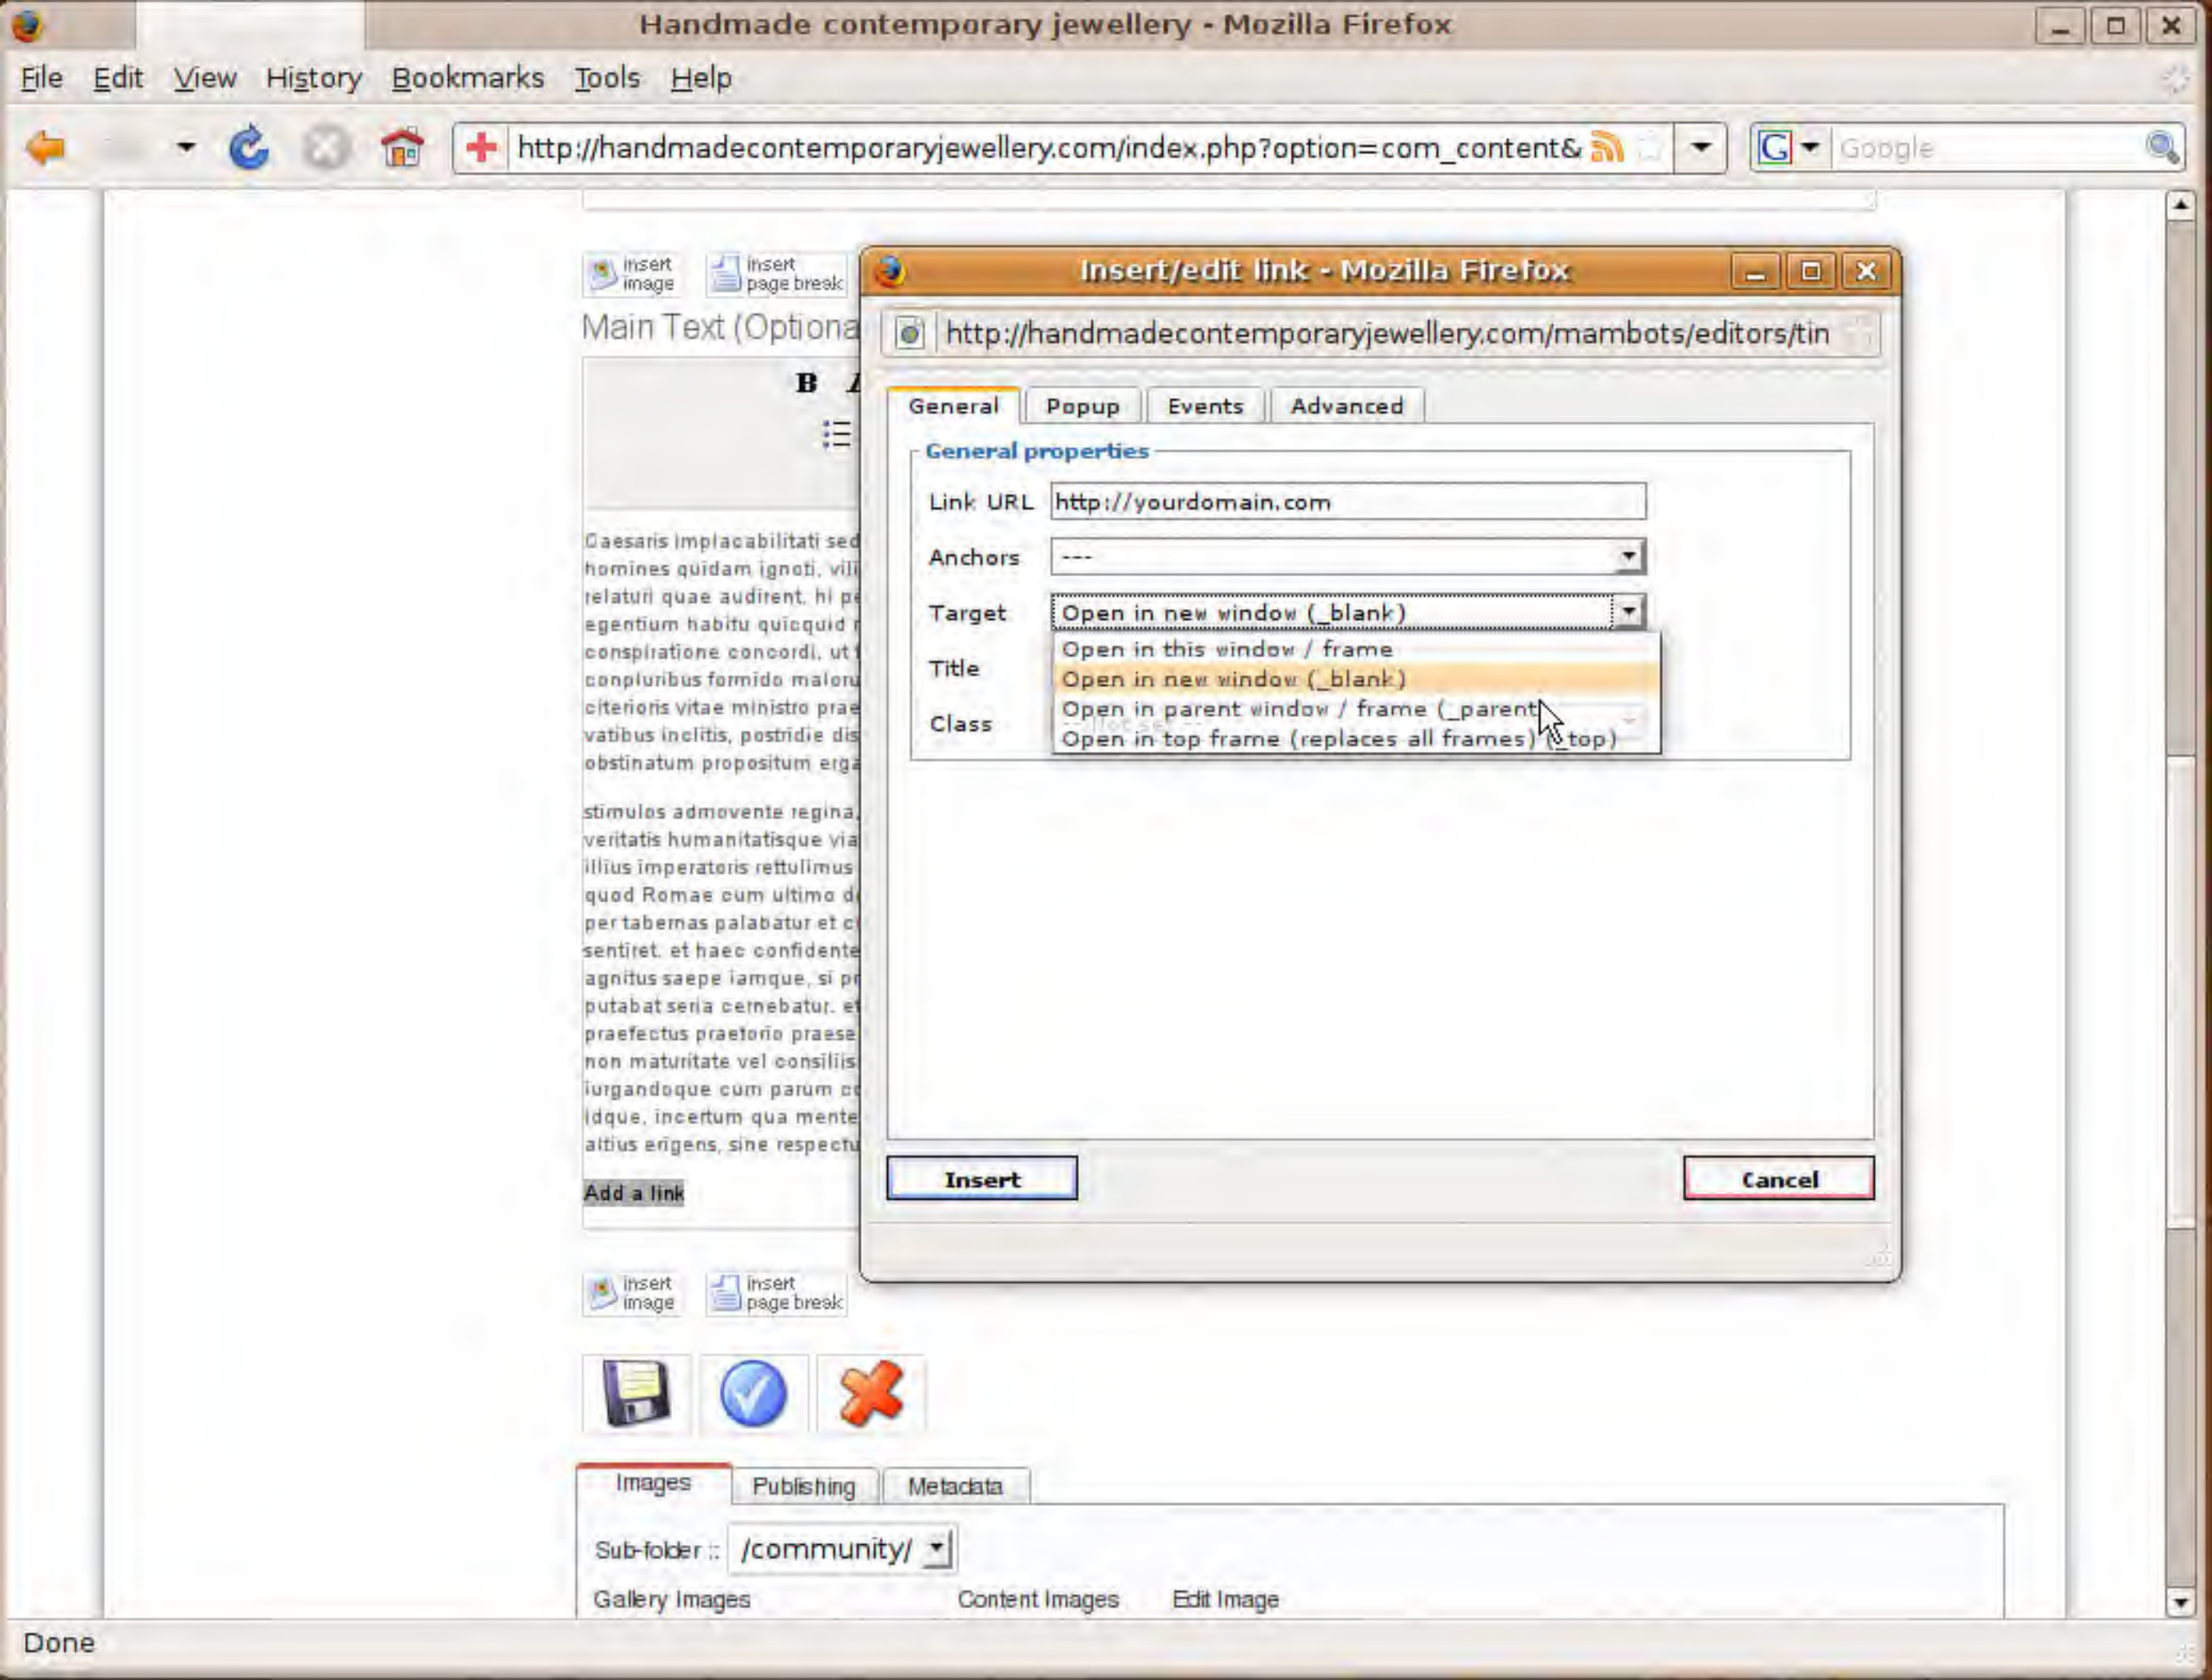 Handmade contemporary jewellery - Mozilla Firefox
File Edit View History Bookmarks Tools Help
http://handmadecontemporaryjewellery.com/index.php?option=com_content&
G Google
insert image
insert page break
Main Text (Optiona
B
Caesaris implacabilitati sed
homines quidam ignoti, vili
relaturi quae audirent. hi pe
egentium habitu quicquid
conspiratione concordi, ut
conpluribus formido maloru
citerioris vitae ministro prae
vatibus inclitis, postridie dis
obstinatum propositum erga
stimulos admovente regina,
veritatis humanitatisque via
illius imperatoris rettulimus
quod Romae cum ultimo d
per tabernas palabatur et c
sentiret. et haec confidente
agnitus saepe iamque, si pr
putabat seria cernebatur. et
praefectus praetorio praese
non maturitate vel consiliis
iurgandoque cum parum co
idque, incertum qua mente
altius erigens, sine respectu
Add a link
Insert/edit link - Mozilla Firefox
http://handmadecontemporaryjewellery.com/mambots/editors/tin
General Popup Events Advanced
General properties
Link URL http://yourdomain.com
Anchors ---
Target Open in new window (_blank)
Open in this window / frame
Open in new window (_blank)
Open in parent window / frame (_parent
Open in top frame (replaces all frames) (_top)
Title
Class
Insert Cancel
insert image
insert page break
Images Publishing Metadata
Sub-folder :: /community/
Gallery Images Content Images Edit Image
Done